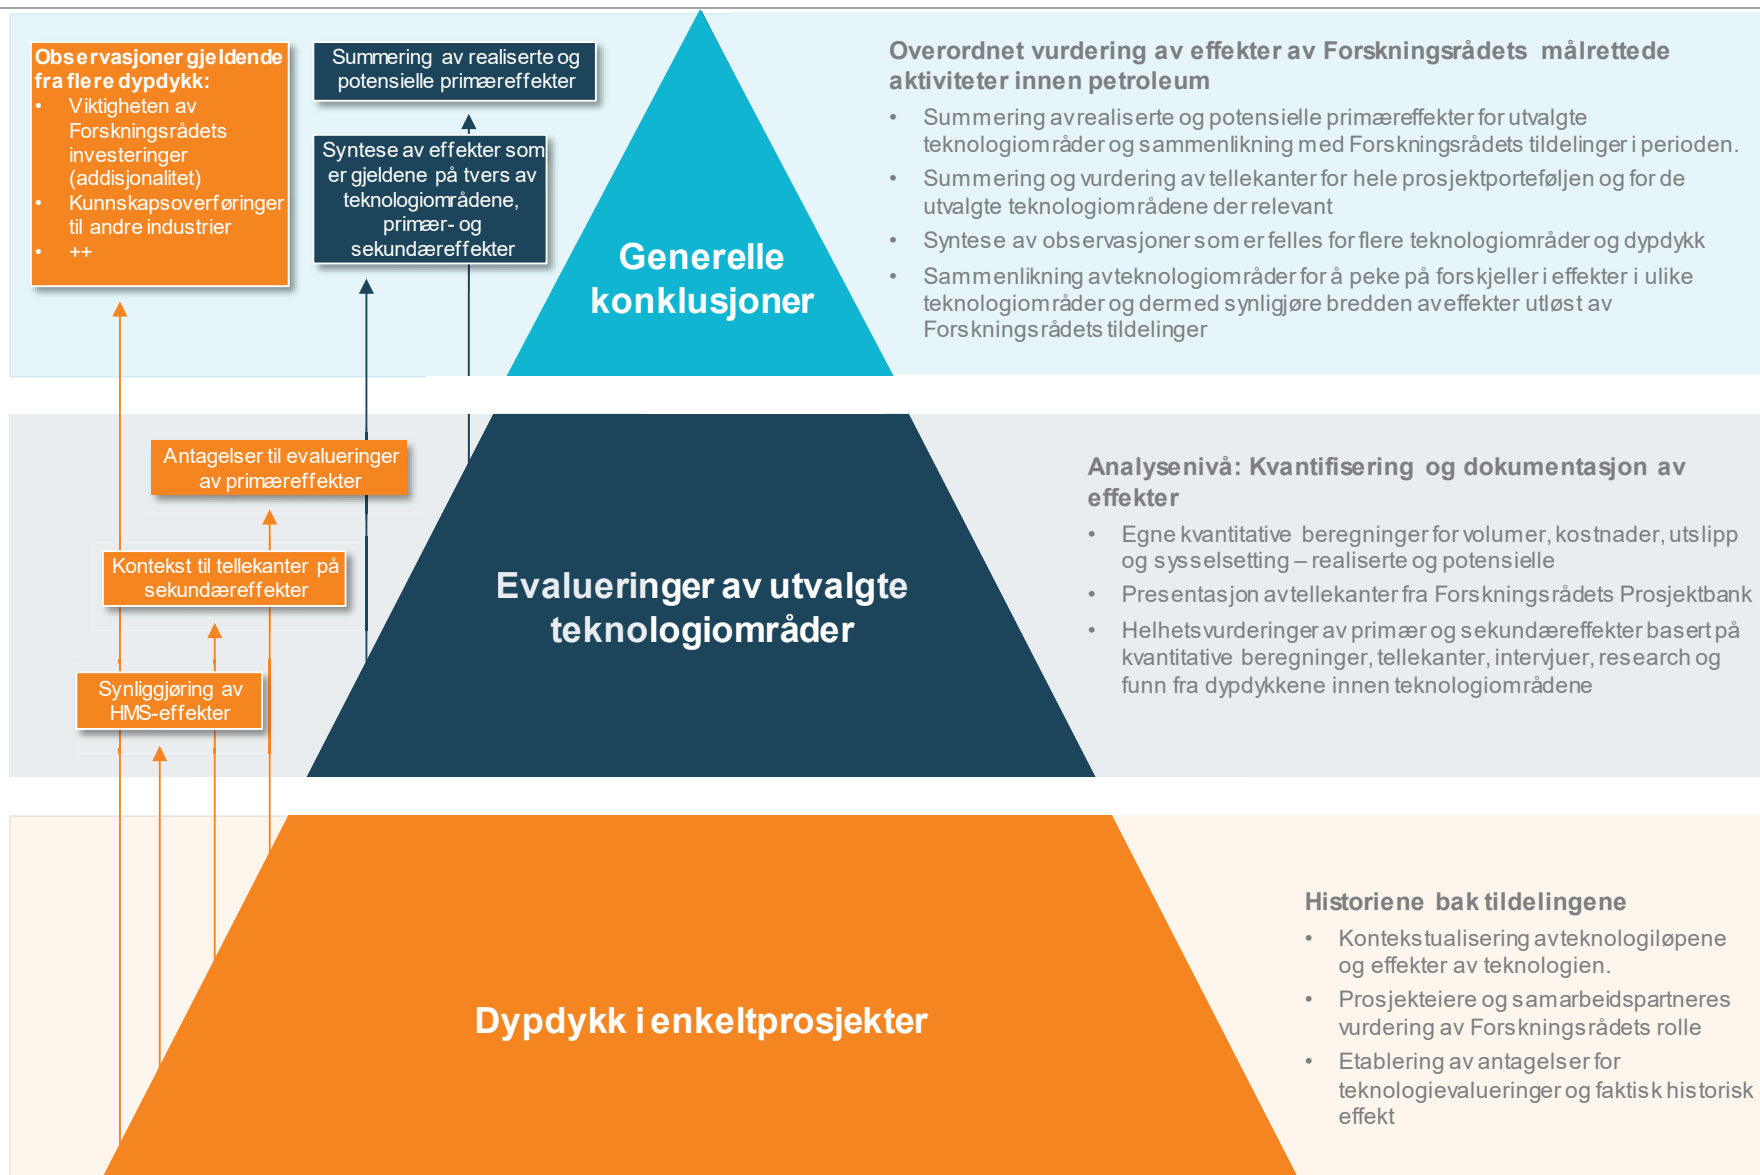 Observasjoner gjeldende
fra flere dypdykk:
• Viktigheten av
Forskningsrådets
investeringer
(addisjonalitet)
• Kunnskapsoverføringer
til andre industrier
• ++
Summering av realiserte og
potensielle primæreffekter
Syntese av effekter som
er gjeldene på tvers av
teknologiområdene,
primær- og
sekundæreffekter
Generelle
konklusjoner
Overordnet vurdering av effekter av Forskningsrådets målrettede
aktiviteter innen petroleum
• Summering av realiserte og potensielle primæreffekter for utvalgte
teknologiområder og sammenlikning med Forskningsrådets tildelinger i perioden.
• Summering og vurdering av tellekanter for hele prosjektporteføljen og for de
utvalgte teknologiområdene der relevant
• Syntese av observasjoner som er felles for flere teknologiområder og dypdykk
• Sammenlikning av teknologiområder for å peke på forskjeller i effekter i ulike
teknologiområder og dermed synligjøre bredden av effekter utløst av
Forskningsrådets tildelinger
Antagelser til evalueringer
av primæreffekter
Kontekst til tellekanter på
sekundæreffekter
Synliggjøring av
HMS-effekter
Evalueringer av utvalgte
teknologiområder
Analysenivå: Kvantifisering og dokumentasjon av
effekter
• Egne kvantitative beregninger for volumer, kostnader, utslipp
og sysselsetting – realiserte og potensielle
• Presentasjon av tellekanter fra Forskningsrådets Prosjektbank
• Helhetsvurderinger av primær og sekundæreffekter basert på
kvantitative beregninger, tellekanter, intervjuer, research og
funn fra dypdykkene innen teknologiområdene
Dypdykk i enkeltprosjekter
Historiene bak tildelingene
• Kontekstualisering av teknologiløpene
og effekter av teknologien.
• Prosjekteiere og samarbeidspartneres
vurdering av Forskningsrådets rolle
• Etablering av antagelser for
teknologievalueringer og faktisk historisk
effekt